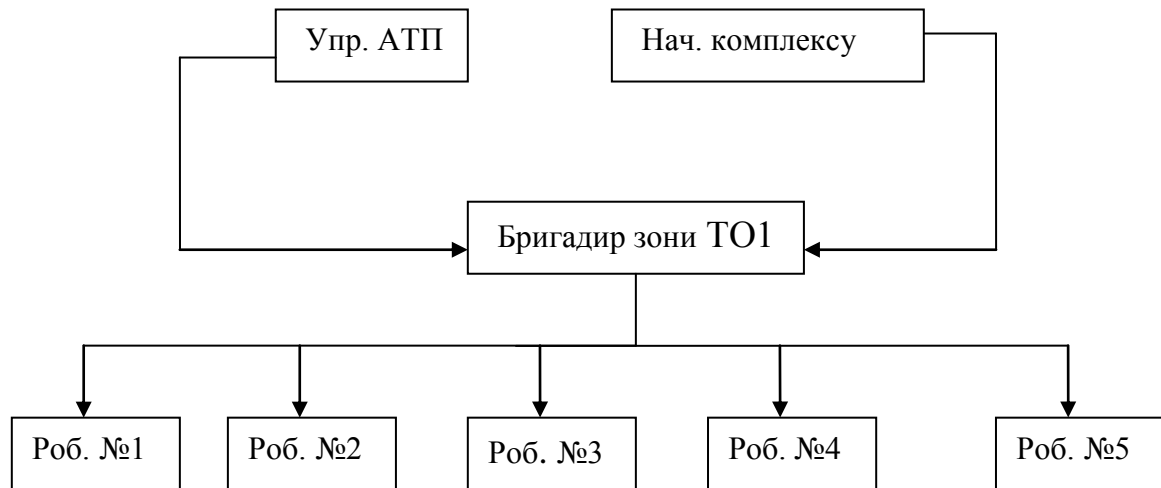 Упр. АТП
Нач. комплексу
Бригадир зони ТО1
Роб. №1
Роб. №2
Роб. №3
Роб. №4
Роб. №5